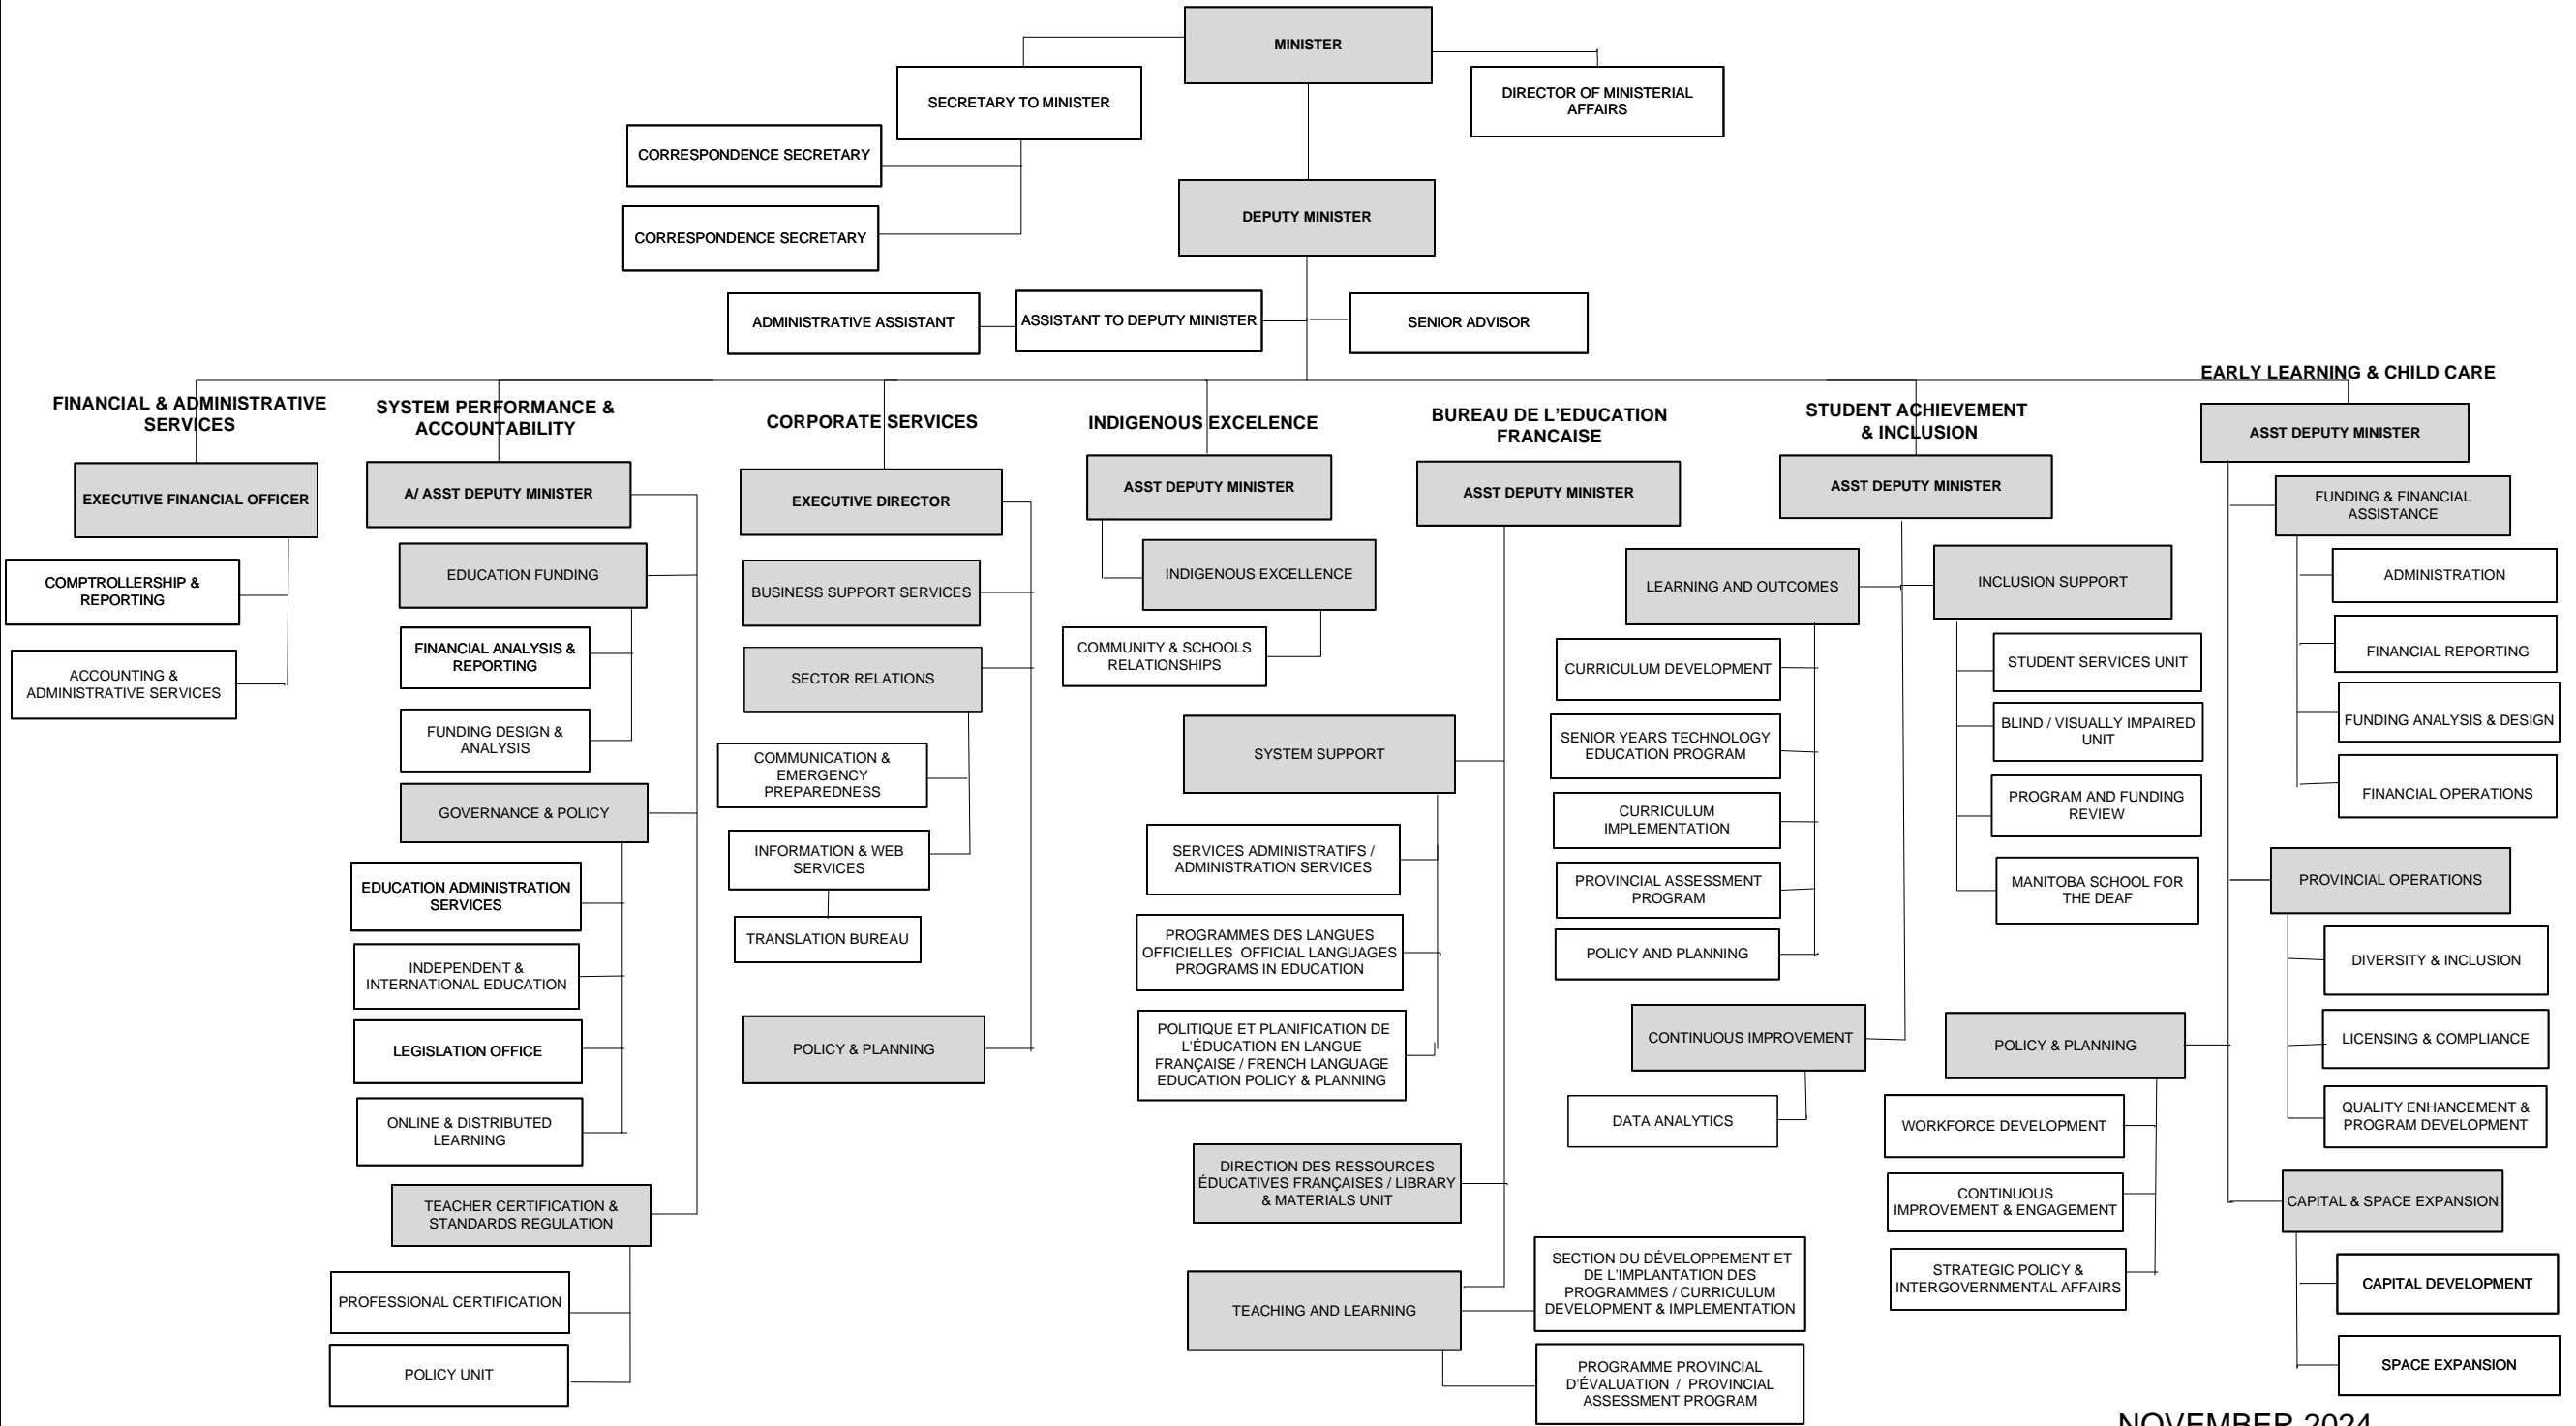 MINISTER
SECRETARY TO MINISTER
DIRECTOR OF MINISTERIAL
AFFAIRS
CORRESPONDENCE SECRETARY
CORRESPONDENCE SECRETARY
DEPUTY MINISTER
ADMINISTRATIVE ASSISTANT
ASSISTANT TO DEPUTY MINISTER
SENIOR ADVISOR
FINANCIAL & ADMINISTRATIVE
SERVICES
EXECUTIVE FINANCIAL OFFICER
COMPTROLLERSHIP &
REPORTING
ACCOUNTING &
ADMINISTRATIVE SERVICES
SYSTEM PERFORMANCE &
ACCOUNTABILITY
A/ ASST DEPUTY MINISTER
EDUCATION FUNDING
FINANCIAL ANALYSIS &
REPORTING
FUNDING DESIGN &
ANALYSIS
GOVERNANCE & POLICY
EDUCATION ADMINISTRATION
SERVICES
INDEPENDENT &
INTERNATIONAL EDUCATION
LEGISLATION OFFICE
ONLINE & DISTRIBUTED
LEARNING
TEACHER CERTIFICATION &
STANDARDS REGULATION
PROFESSIONAL CERTIFICATION
POLICY UNIT
CORPORATE SERVICES
EXECUTIVE DIRECTOR
BUSINESS SUPPORT SERVICES
SECTOR RELATIONS
COMMUNICATION &
EMERGENCY
PREPAREDNESS
INFORMATION & WEB
SERVICES
TRANSLATION BUREAU
POLICY & PLANNING
INDIGENOUS EXCELENCE
ASST DEPUTY MINISTER
INDIGENOUS EXCELLENCE
COMMUNITY & SCHOOLS
RELATIONSHIPS
BUREAU DE L'EDUCATION
FRANCAISE
ASST DEPUTY MINISTER
SYSTEM SUPPORT
SERVICES ADMINISTRATIFS /
ADMINISTRATION SERVICES
PROGRAMMES DES LANGUES
OFFICIELLES OFFICIAL LANGUAGES
PROGRAMS IN EDUCATION
POLITIQUE ET PLANIFICATION DE
L'ÉDUCATION EN LANGUE
FRANÇAISE / FRENCH LANGUAGE
EDUCATION POLICY & PLANNING
DIRECTION DES RESSOURCES
ÉDUCATIVES FRANÇAISES / LIBRARY
& MATERIALS UNIT
TEACHING AND LEARNING
SECTION DU DÉVELOPPEMENT ET
DE L'IMPLANTATION DES
PROGRAMMES / CURRICULUM
DEVELOPMENT & IMPLEMENTATION
PROGRAMME PROVINCIAL
D'ÉVALUATION / PROVINCIAL
ASSESSMENT PROGRAM
STUDENT ACHIEVEMENT
& INCLUSION
ASST DEPUTY MINISTER
LEARNING AND OUTCOMES
CURRICULUM DEVELOPMENT
SENIOR YEARS TECHNOLOGY
EDUCATION PROGRAM
CURRICULUM
IMPLEMENTATION
PROVINCIAL ASSESSMENT
PROGRAM
POLICY AND PLANNING
INCLUSION SUPPORT
STUDENT SERVICES UNIT
BLIND / VISUALLY IMPAIRED
UNIT
PROGRAM AND FUNDING
REVIEW
MANITOBA SCHOOL FOR
THE DEAF
CONTINUOUS IMPROVEMENT
DATA ANALYTICS
EARLY LEARNING & CHILD CARE
ASST DEPUTY MINISTER
FUNDING & FINANCIAL
ASSISTANCE
ADMINISTRATION
FINANCIAL REPORTING
FUNDING ANALYSIS & DESIGN
FINANCIAL OPERATIONS
PROVINCIAL OPERATIONS
DIVERSITY & INCLUSION
LICENSING & COMPLIANCE
QUALITY ENHANCEMENT &
PROGRAM DEVELOPMENT
POLICY & PLANNING
WORKFORCE DEVELOPMENT
CONTINUOUS
IMPROVEMENT & ENGAGEMENT
STRATEGIC POLICY &
INTERGOVERNMENTAL AFFAIRS
CAPITAL & SPACE EXPANSION
CAPITAL DEVELOPMENT
SPACE EXPANSION
NOVEMBER 2024